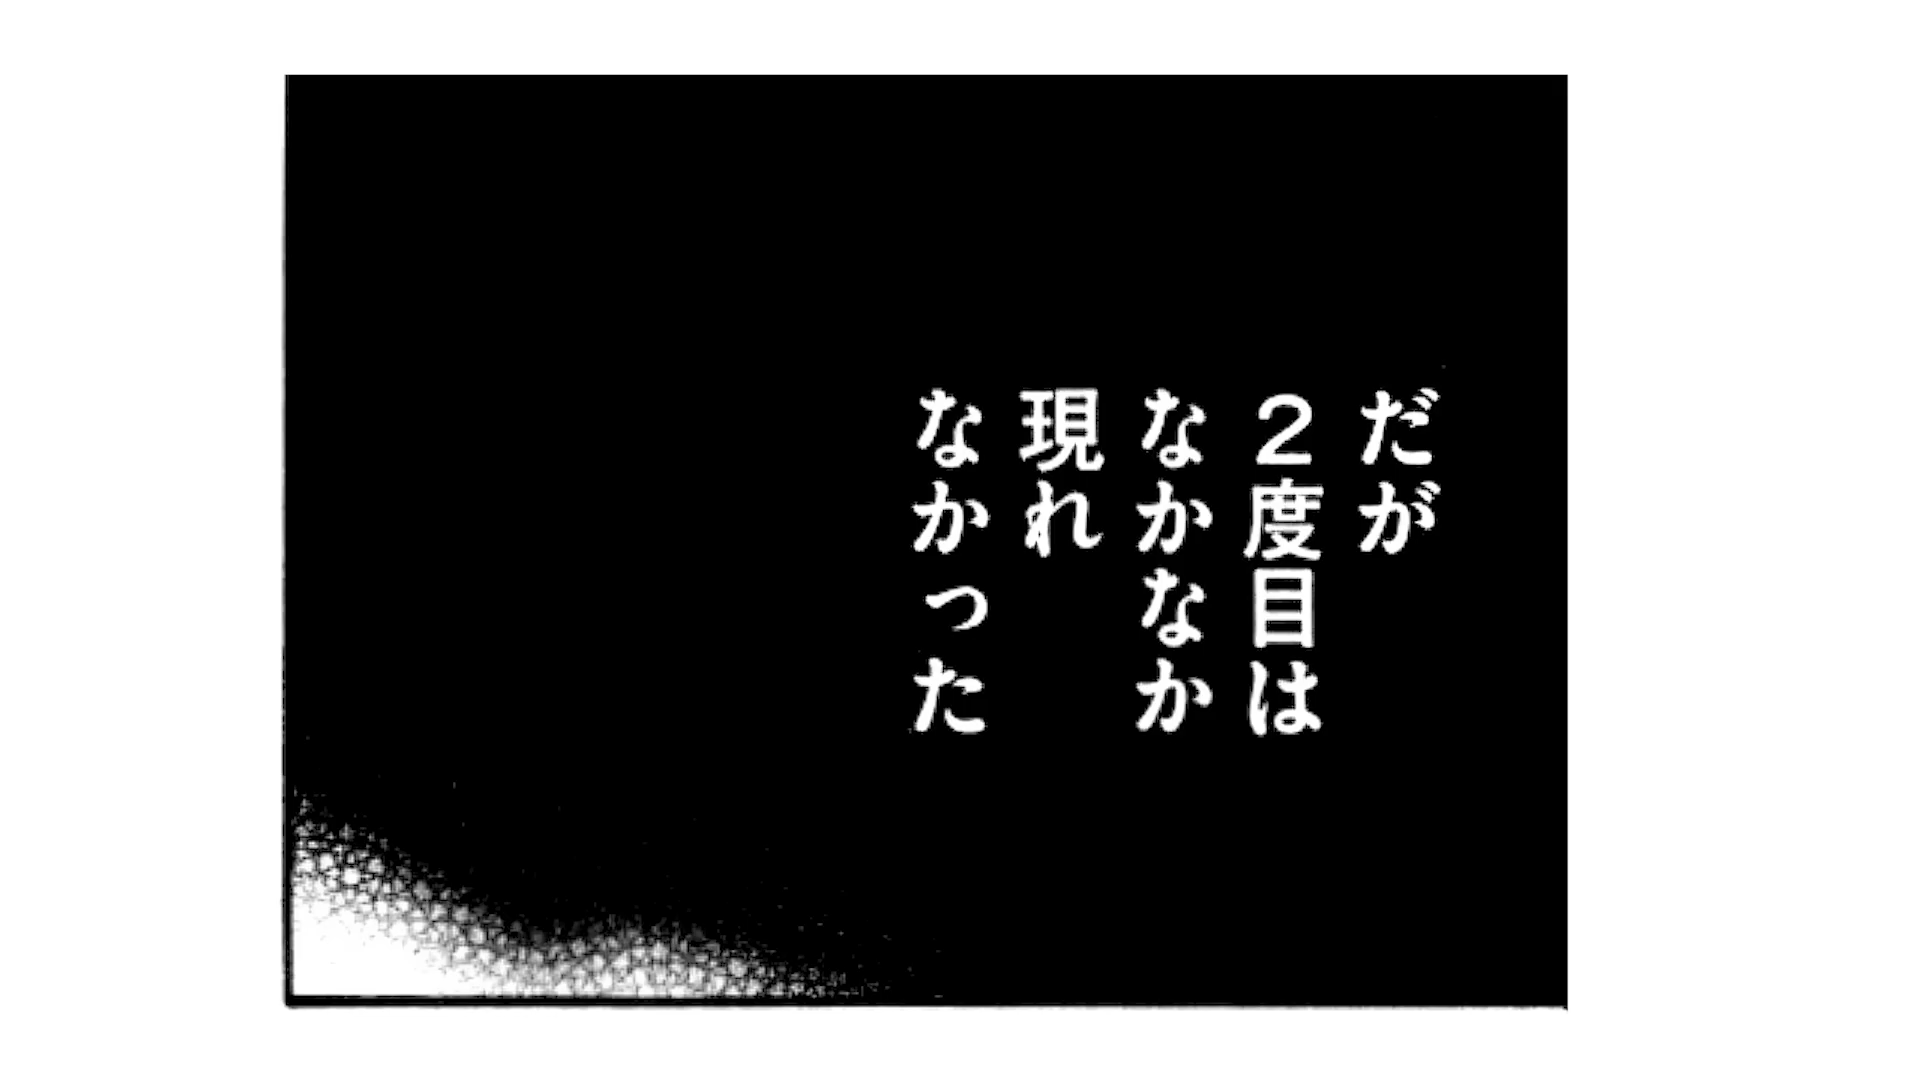 だが
２度目は
なかなか
現れ
なかった